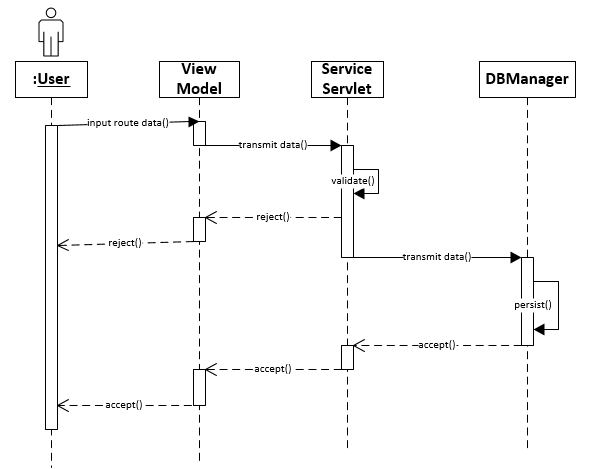 :User
View
Model
Service
Servlet
DBManager
input route data()
transmit data()
validate()
reject()
reject()
transmit data()
persist()
accept()
accept()
accept()